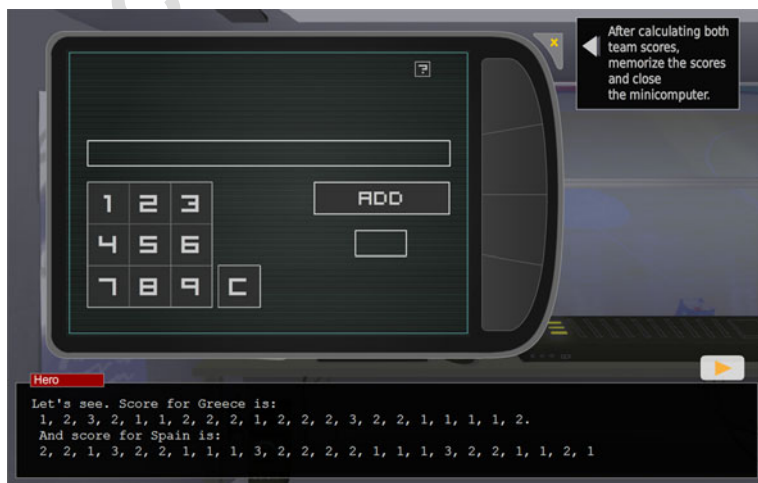 After calculating both
team scores,
memorize the scores
and close
the minicomputer.
x
?
ADD
1 2 3
4 5 6
7 8 9 C
Hero
Let's see. Score for Greece is:
1, 2, 3, 2, 1, 1, 2, 2, 2, 1, 2, 2, 2, 3, 2, 2, 1, 1, 1, 1, 2.
And score for Spain is:
2, 2, 1, 3, 2, 2, 1, 1, 1, 3, 2, 2, 2, 2, 1, 1, 1, 3, 2, 2, 1, 1, 2, 1